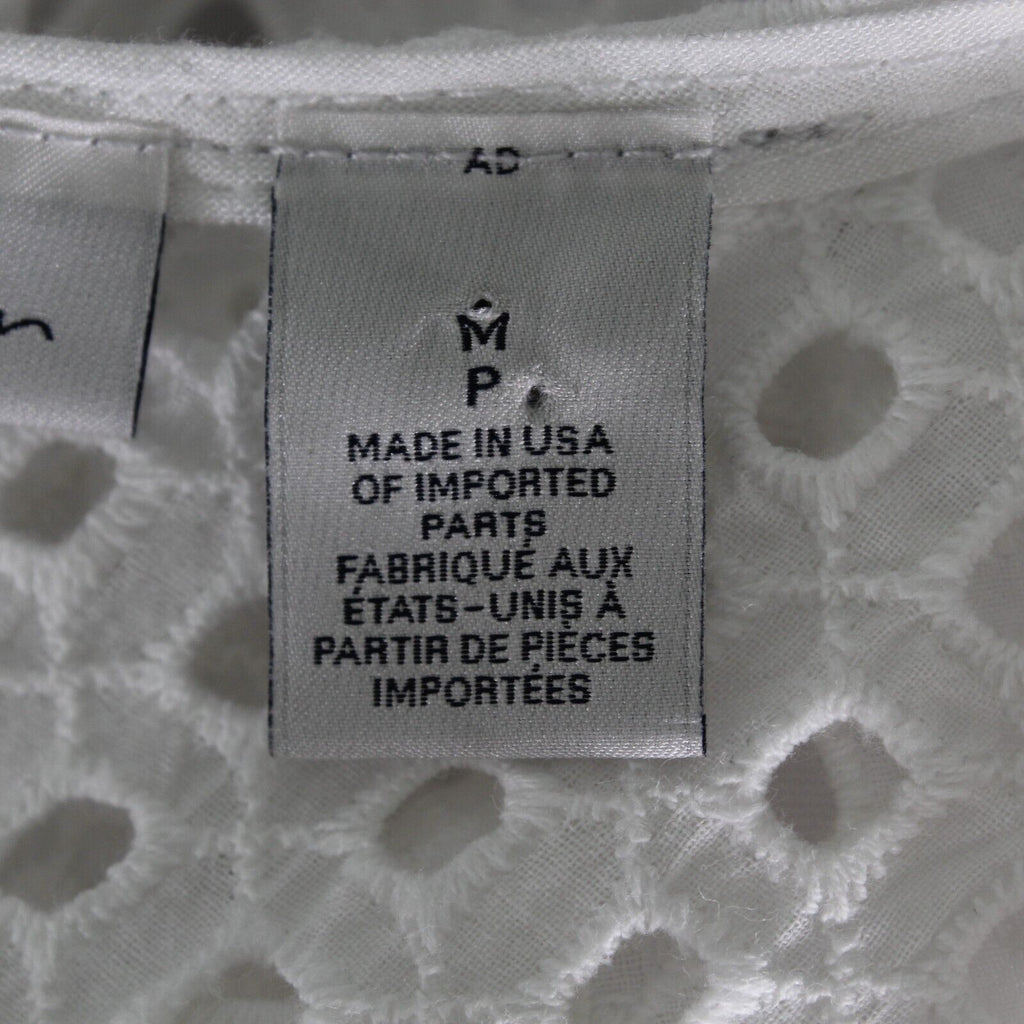 AD
M
P
MADE IN USA
OF IMPORTED
PARTS
FABRIQUÉ AUX
ÉTATS-UNIS À
PARTIR DE PIÈCES
IMPORTÉES